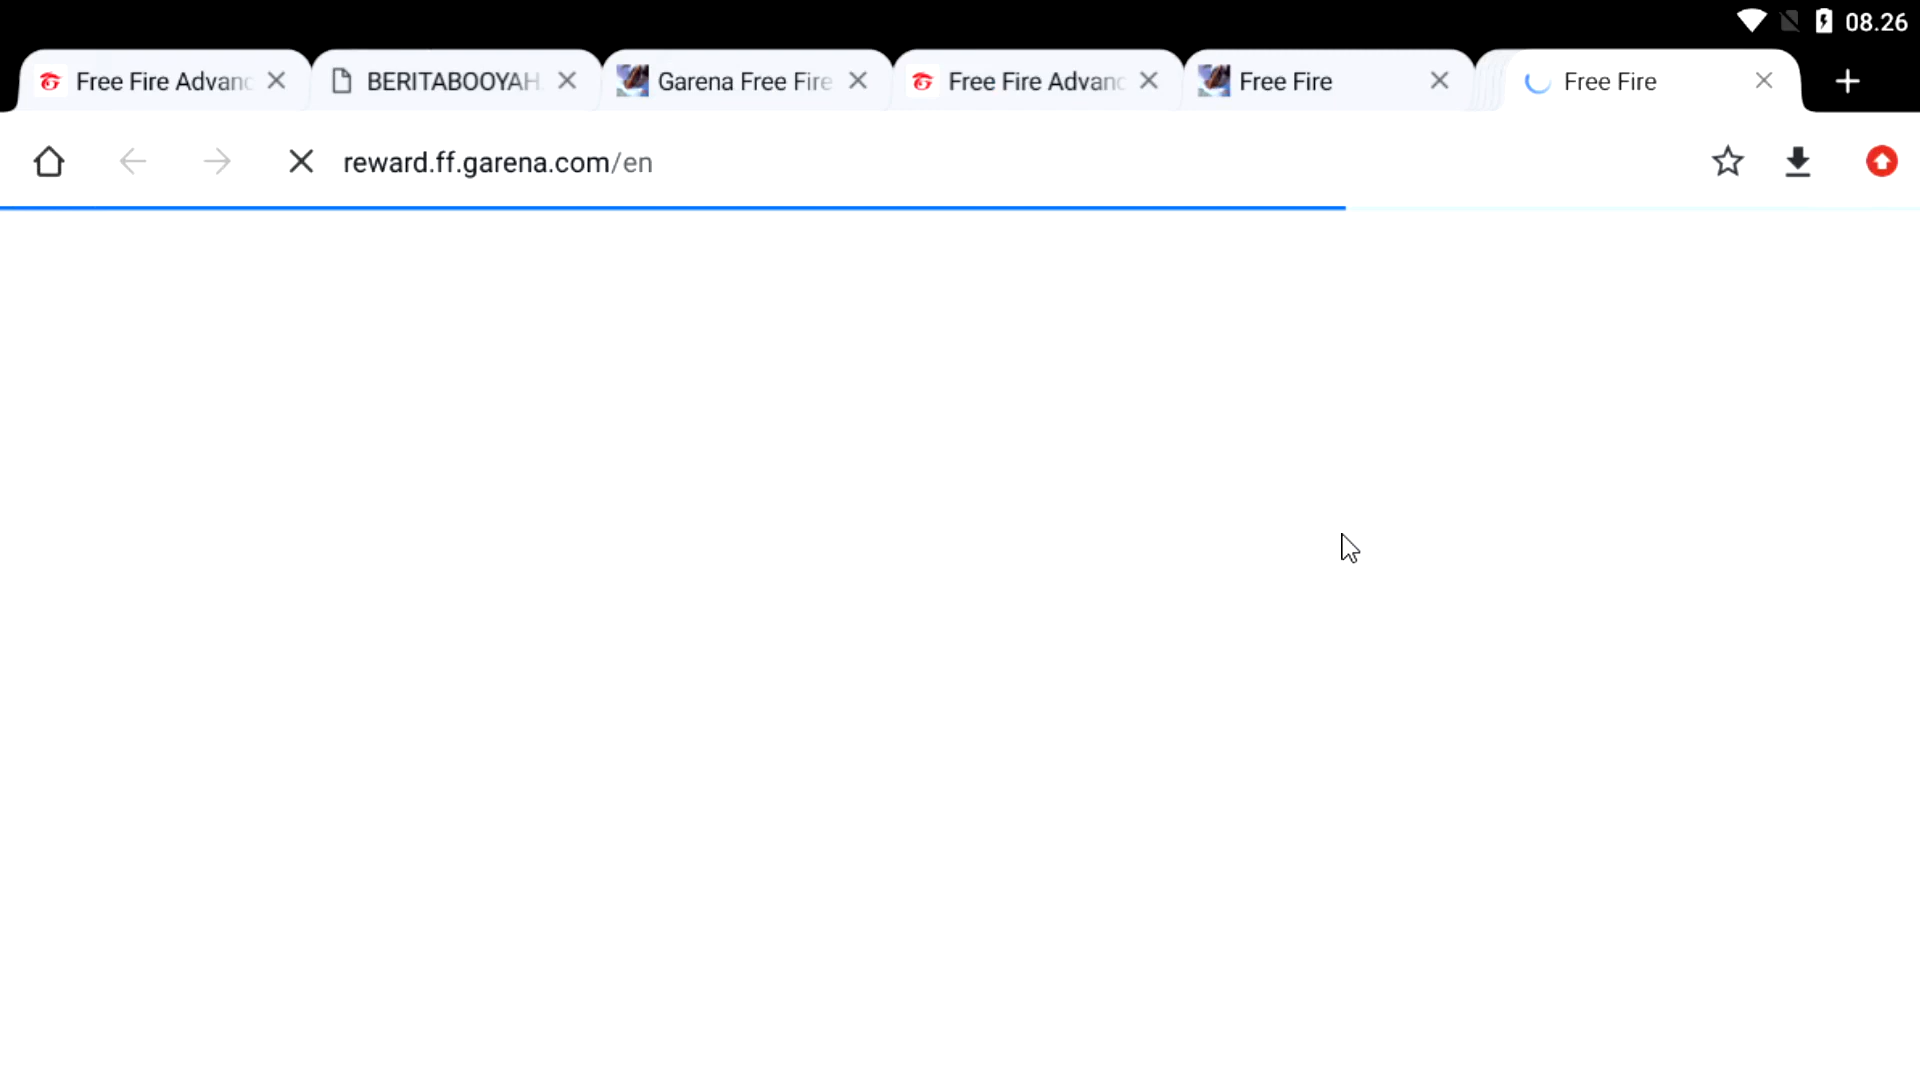 08.26
Free Fire Advanc
BERITABOOYAH
Garena Free Fire
Free Fire Advanc
Free Fire
Free Fire
reward.ff.garena.com/en